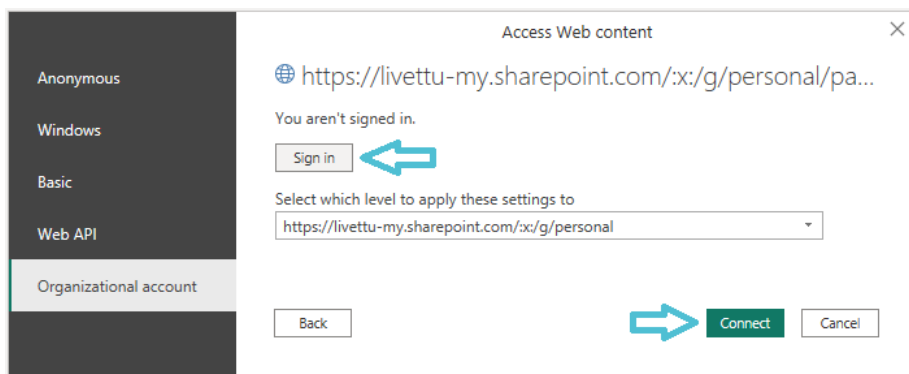 Access Web content
Anonymous
Windows
Basic
Web API
Organizational account
https://livettu-my.sharepoint.com/:x:/g/personal/pa...
You aren't signed in.
Sign in
Select which level to apply these settings to
https://livettu-my.sharepoint.com/:x:/g/personal
Back
Connect
Cancel